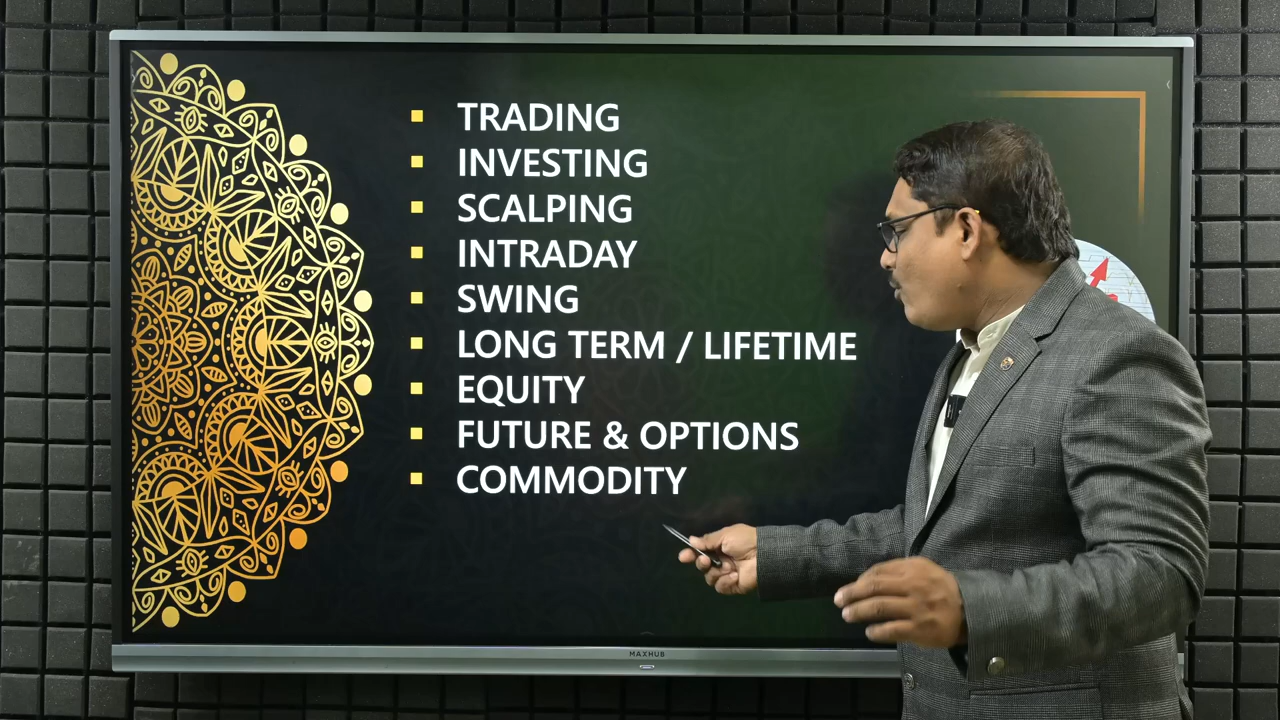 TRADING
INVESTING
SCALPING
INTRADAY
SWING
LONG TERM / LIFETIME
EQUITY
FUTURE & OPTIONS
COMMODITY
MAXHUB